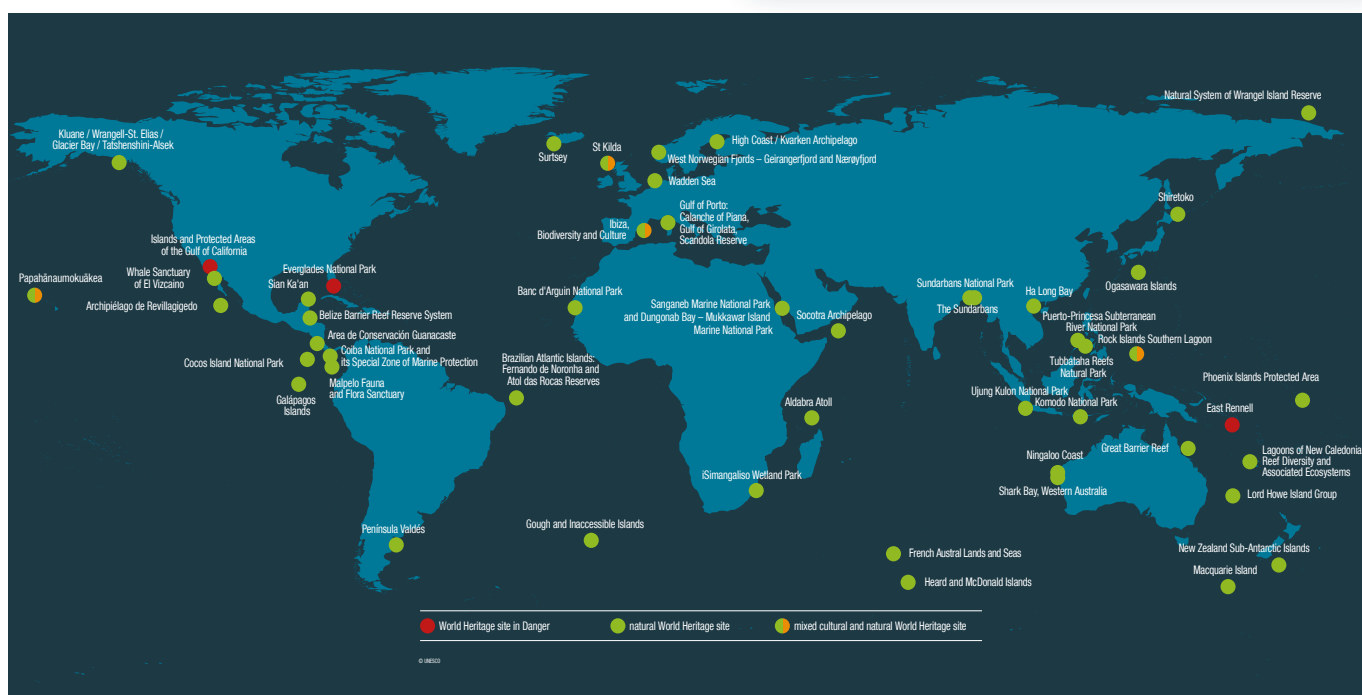 Natural System of Wrangel Island Reserve
Kluane / Wrangell-St. Elias /
Glacier Bay / Tatshenshini-Alsek
Surtsey
St Kilda
High Coast / Kvarken Archipelago
West Norwegian Fjords – Geirangerfjord and Nærøyfjord
Wadden Sea
Shiretoko
Gulf of Porto:
Calanche of Piana,
Gulf of Girolata,
Scandola Reserve
Ibiza,
Biodiversity and Culture
Islands and Protected Areas
of the Gulf of California
Whale Sanctuary
of El Vizcaino
Everglades National Park
Sian Ka'an
Papahānaumokuākea
Archipiélago de Revillagigedo
Belize Barrier Reef Reserve System
Banc d'Arguin National Park
Sanganeb Marine National Park
and Dungonab Bay – Mukkawar Island
Marine National Park
Socotra Archipelago
Sundarbans National Park
The Sundarbans
Ha Long Bay
Ogasawara Islands
Puerto-Princesa Subterranean
River National Park
Rock Islands Southern Lagoon
Tubbataha Reefs
Natural Park
Area de Conservación Guanacaste
Coiba National Park and
its Special Zone of Marine Protection
Cocos Island National Park
Malpelo Fauna
and Flora Sanctuary
Galápagos
Islands
Brazilian Atlantic Islands:
Fernando de Noronha and
Atol das Rocas Reserves
Aldabra Atoll
Ujung Kulon National Park
Komodo National Park
Phoenix Islands Protected Area
East Rennell
Great Barrier Reef
Ningaloo Coast
Shark Bay, Western Australia
Lagoons of New Caledonia:
Reef Diversity and
Associated Ecosystems
Lord Howe Island Group
iSimangaliso Wetland Park
Península Valdés
Gough and Inaccessible Islands
French Austral Lands and Seas
Heard and McDonald Islands
New Zealand Sub-Antarctic Islands
Macquarie Island
World Heritage site in Danger
natural World Heritage site
mixed cultural and natural World Heritage site
© UNESCO